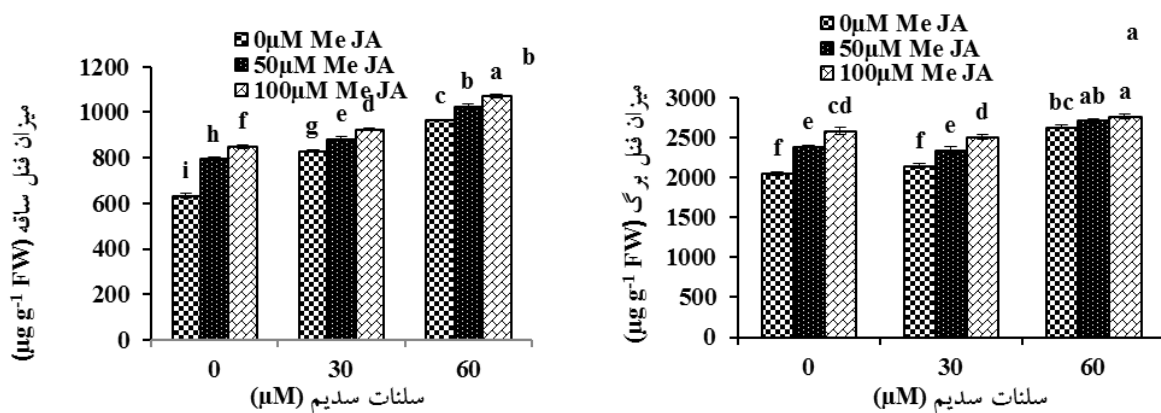 0µM Me JA
50µM Me JA
100µM Me JA
b
میزان فنل ساقه (µg g-1 FW)
1200
1000
800
600
400
200
0
i h f g e d c b a
0 30 60
سلنات سدیم (µM)
0µM Me JA
50µM Me JA
100µM Me JA
a
میزان فنل برگ (µg g-1 FW)
3000
2500
2000
1500
1000
500
0
f e cd f e d bc ab a
0 30 60
سلنات سدیم (µM)